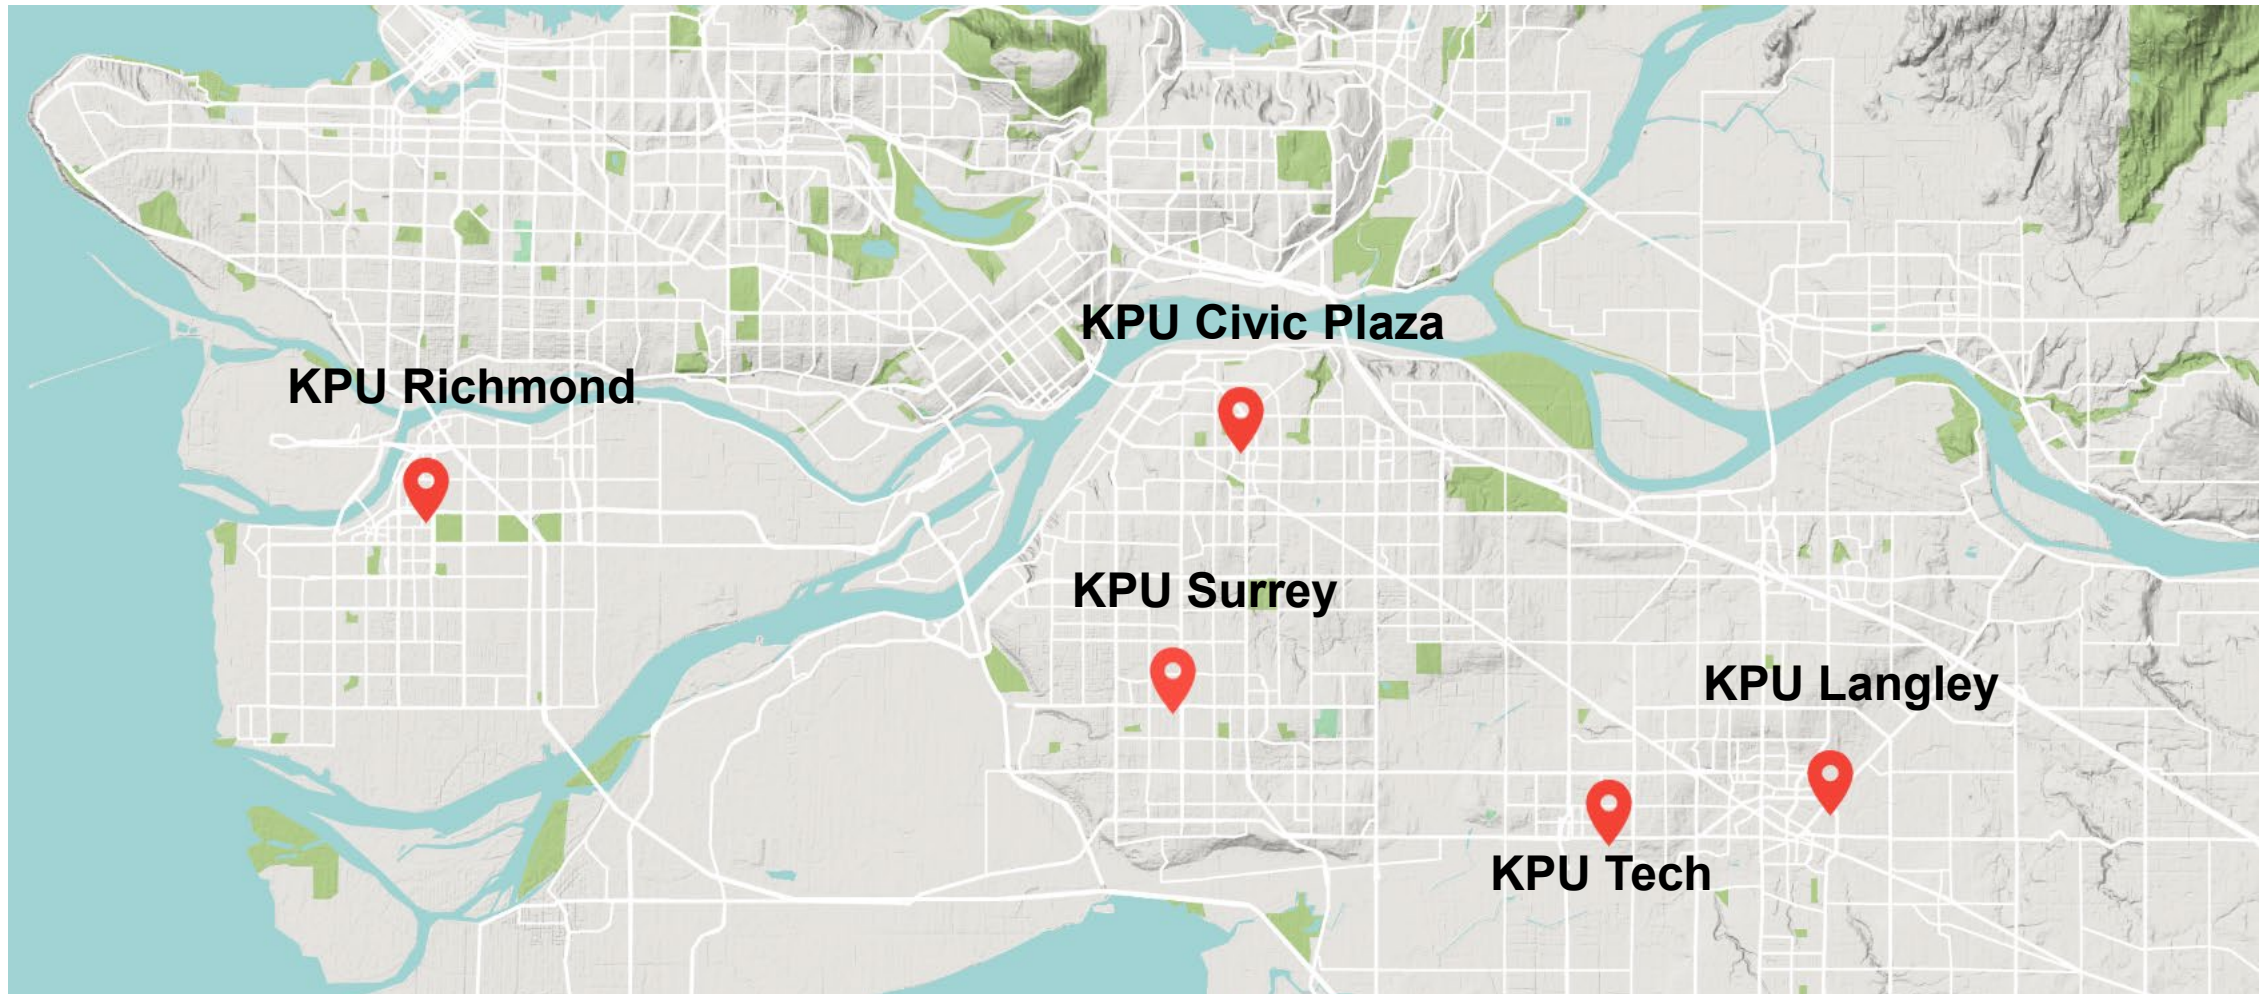 KPU Civic Plaza
KPU Richmond
KPU Surrey
KPU Langley
KPU Tech